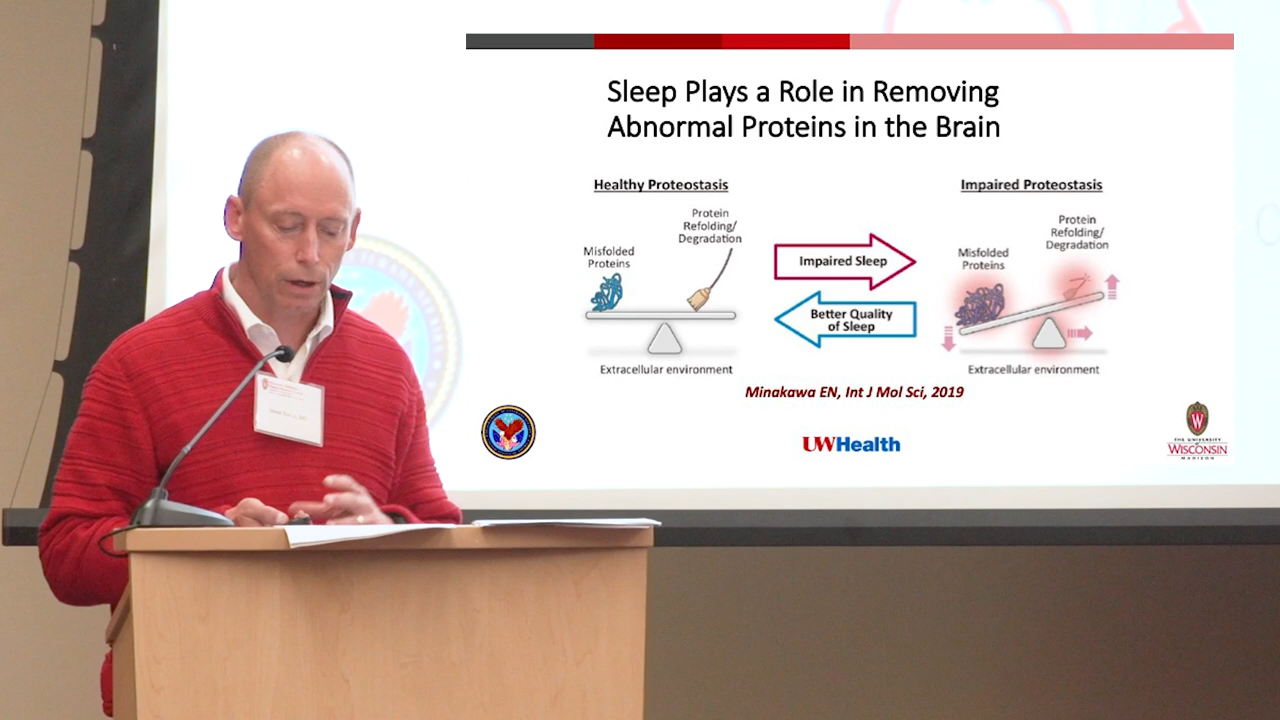 Sleep Plays a Role in Removing
Abnormal Proteins in the Brain
Healthy Proteostasis
Misfolded
Proteins
Protein
Refolding/
Degradation
Extracellular environment
Impaired Sleep
Better Quality
of Sleep
Impaired Proteostasis
Misfolded
Proteins
Protein
Refolding/
Degradation
Extracellular environment
Minakawa EN, Int J Mol Sci, 2019
UWHealth
W
THE UNIVERSITY
of
WISCONSIN
MADISON